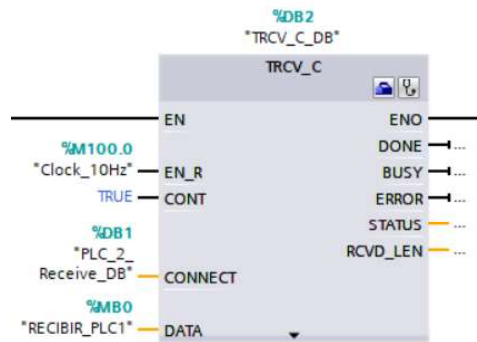 %DB2
"TRCV_C_DB"
TRCV_C
EN ENO
DONE ...
%M100.0
"Clock_10Hz" EN_R BUSY ...
TRUE CONT ERROR ...
STATUS ...
%DB1
"PLC_2_
Receive_DB" CONNECT
RCVD_LEN ...
%MB0
"RECIBIR_PLC1" DATA